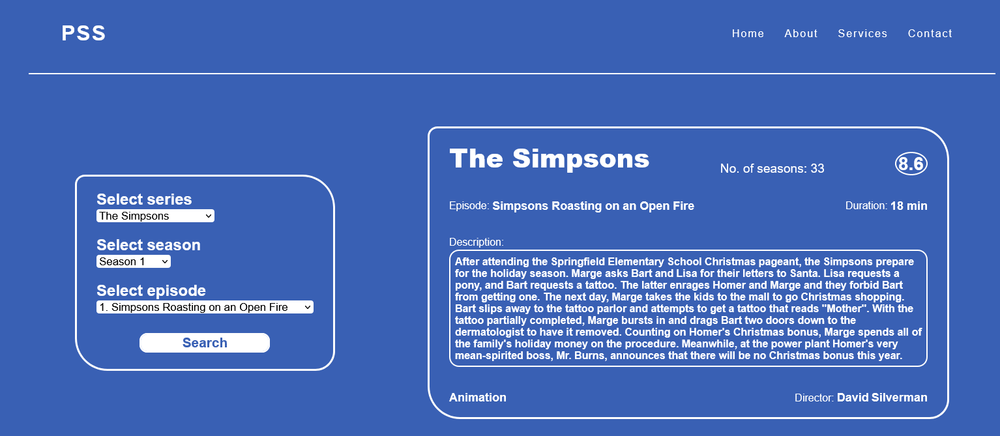 PSS
Home About Services Contact
Select series
The Simpsons
Select season
Season 1
Select episode
1. Simpsons Roasting on an Open Fire
Search
The Simpsons No. of seasons: 33 8.6
Episode: Simpsons Roasting on an Open Fire Duration: 18 min
Description:
After attending the Springfield Elementary School Christmas pageant, the Simpsons prepare
for the holiday season. Marge asks Bart and Lisa for their letters to Santa. Lisa requests a
pony, and Bart requests a tattoo. The latter enrages Homer and Marge and they forbid Bart
from getting one. The next day, Marge takes the kids to the mall to go Christmas shopping.
Bart slips away to the tattoo parlor and attempts to get a tattoo that reads "Mother". With the
tattoo partially completed, Marge bursts in and drags Bart two doors down to the
dermatologist to have it removed. Counting on Homer's Christmas bonus, Marge spends all of
the family's holiday money on the procedure. Meanwhile, at the power plant Homer's very
mean-spirited boss, Mr. Burns, announces that there will be no Christmas bonus this year.
Animation Director: David Silverman